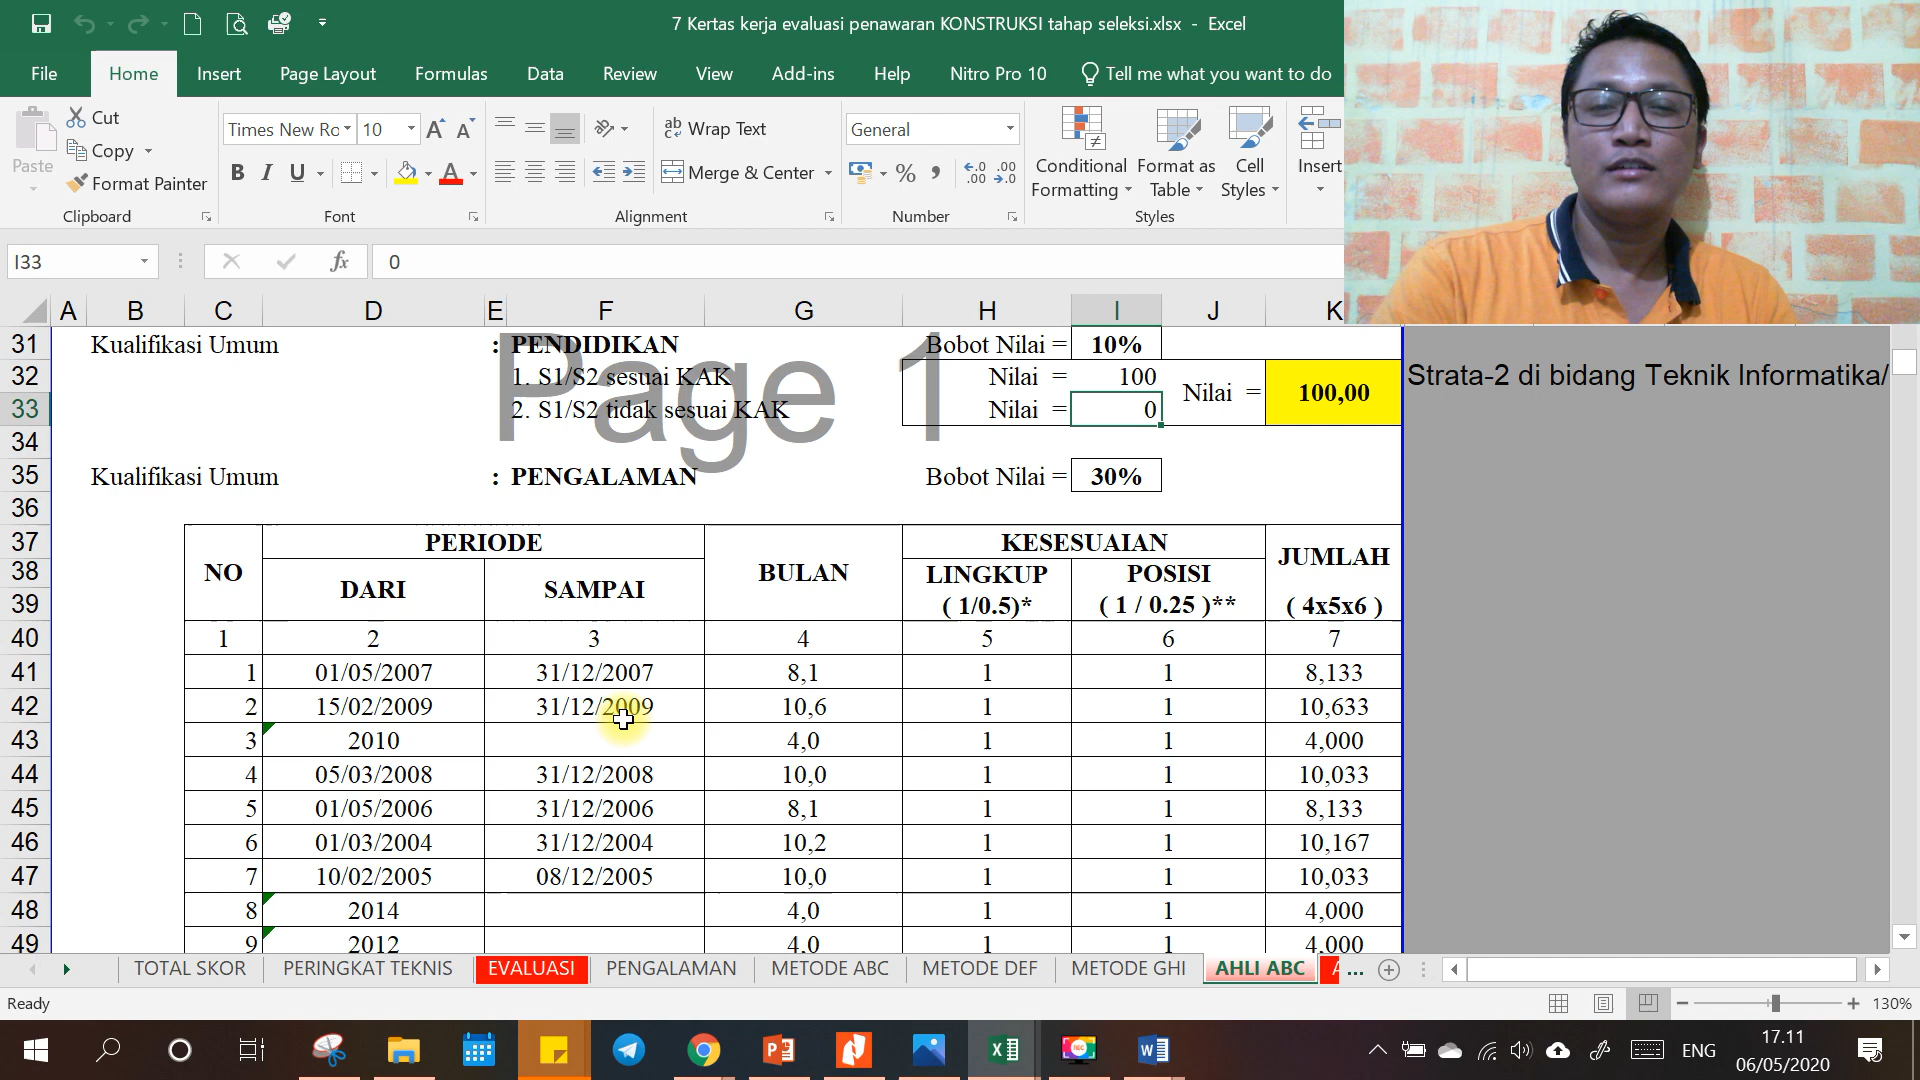 7 Kertas kerja evaluasi penawaran KONSTRUKSI tahap seleksi.xlsx - Excel
File Home Insert Page Layout Formulas Data Review View Add-ins Help Nitro Pro 10 Tell me what you want to do
Paste Cut Copy Format Painter
Times New Ro 10
B I U
Wrap Text
Merge & Center
General
% ,
Conditional Formatting Format as Table Cell Styles Insert
Clipboard Font Alignment Number Styles
I33 fx 0
A B C D E F G H I J K
Page 1
31 Kualifikasi Umum : PENDIDIKAN Bobot Nilai = 10%
32 1. S1/S2 sesuai KAK Nilai = 100 Nilai = 100,00 Strata-2 di bidang Teknik Informatika/
33 2. S1/S2 tidak sesuai KAK Nilai = 0
34
35 Kualifikasi Umum : PENGALAMAN Bobot Nilai = 30%
36
37 NO PERIODE BULAN KESESUAIAN JUMLAH
38 DARI SAMPAI LINGKUP POSISI
39 ( 1/0.5)* ( 1 / 0.25 )** ( 4x5x6 )
40 1 2 3 4 5 6 7
41 1 01/05/2007 31/12/2007 8,1 1 1 8,133
42 2 15/02/2009 31/12/2009 10,6 1 1 10,633
43 3 2010 4,0 1 1 4,000
44 4 05/03/2008 31/12/2008 10,0 1 1 10,033
45 5 01/05/2006 31/12/2006 8,1 1 1 8,133
46 6 01/03/2004 31/12/2004 10,2 1 1 10,167
47 7 10/02/2005 08/12/2005 10,0 1 1 10,033
48 8 2014 4,0 1 1 4,000
49 9 2012 4,0 1 1 4,000
TOTAL SKOR PERINGKAT TEKNIS EVALUASI PENGALAMAN METODE ABC METODE DEF METODE GHI AHLI ABC ...
Ready 130%
ENG 17.11
06/05/2020